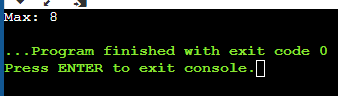 Max: 8
...Program finished with exit code 0
Press ENTER to exit console.